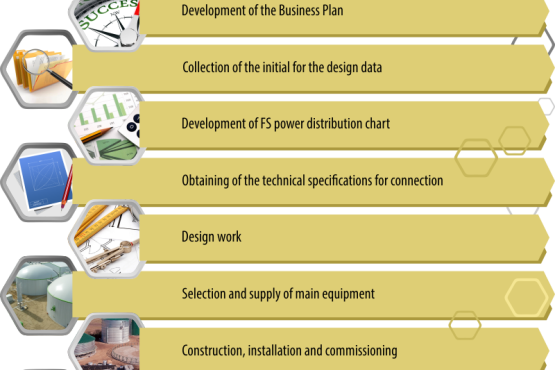 SUCCESS
Development of the Business Plan
Collection of the initial for the design data
Development of FS power distribution chart
Obtaining of the technical specifications for connection
Design work
Selection and supply of main equipment
Construction, installation and commissioning